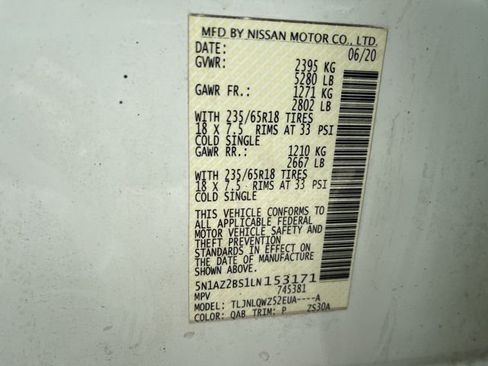 MFD BY NISSAN MOTOR CO., LTD.
DATE: 06/20
GVWR: 2395 KG
5280 LB
GAWR FR.: 1271 KG
2802 LB
WITH 235/65R18 TIRES
18 X 7.5 RIMS AT 33 PSI
COLD SINGLE
GAWR RR.: 1210 KG
2667 LB
WITH 235/65R18 TIRES
18 X 7.5 RIMS AT 33 PSI
COLD SINGLE
THIS VEHICLE CONFORMS TO
ALL APPLICABLE FEDERAL
MOTOR VEHICLE SAFETY AND
THEFT PREVENTION
STANDARDS IN EFFECT ON
THE DATE OF MANUFACTURE
5N1AZ2BS1LN153171
MPV 745381
MODEL: TLJNLQWZ52EUA----A
COLOR: QAB TRIM: P ZS30A